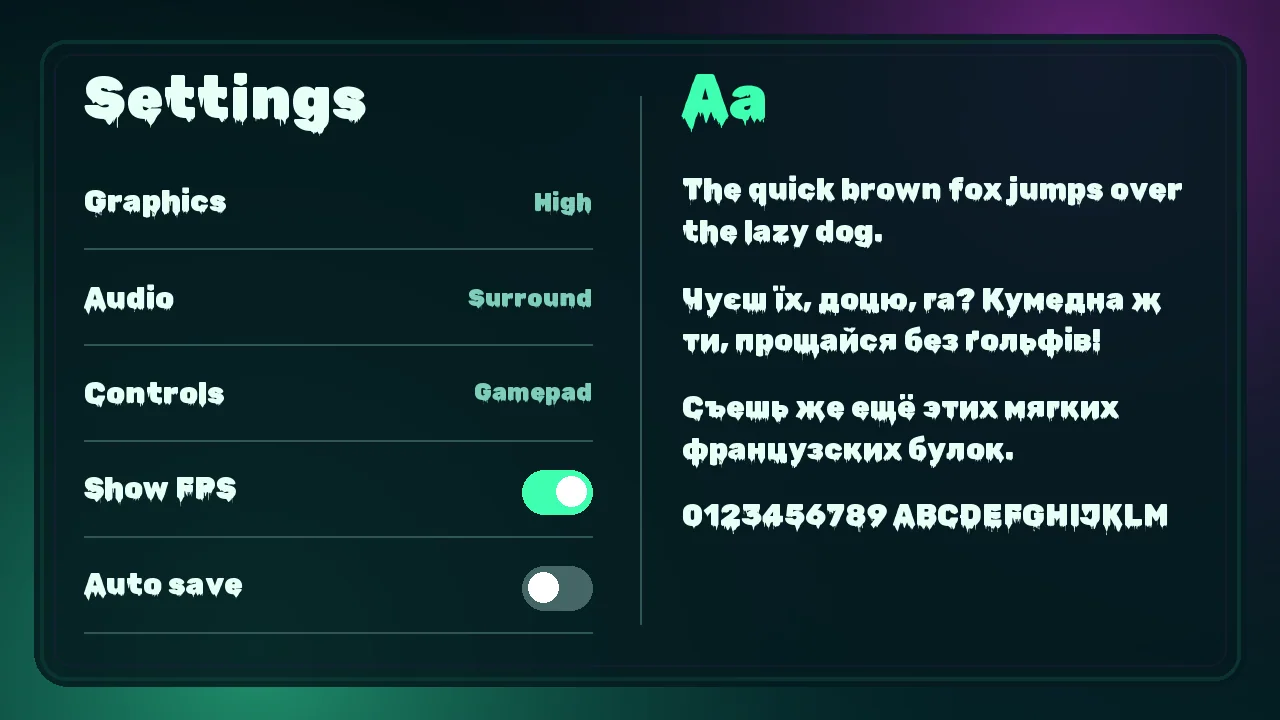 Settings
Graphics High
Audio Surround
Controls Gamepad
Show FPS
Auto save
Aa
The quick brown fox jumps over
the lazy dog.
Чуєш їх, доцю, га? Кумедна ж
ти, прощайся без ґольфів!
Съешь же ещё этих мягких
французских булок.
0123456789 ABCDEFGHIJKLM